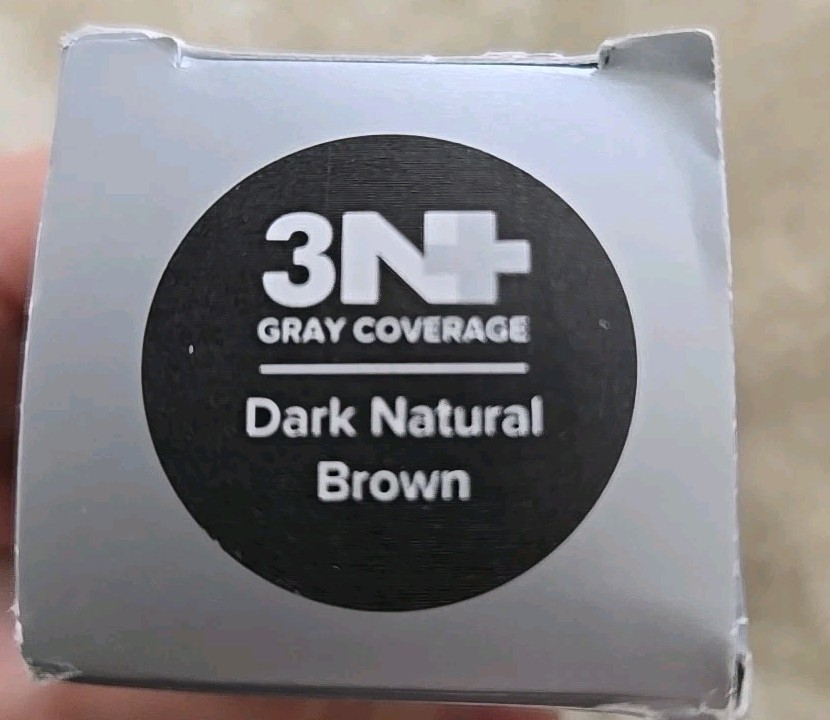 3N+
GRAY COVERAGE
Dark Natural
Brown